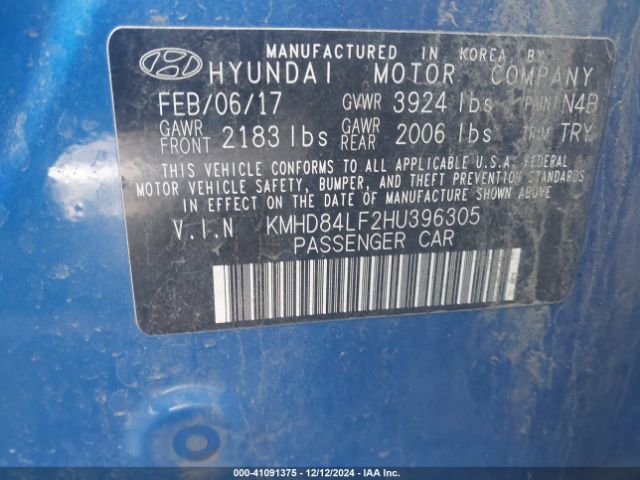 MANUFACTURED IN KOREA BY
HYUNDAI MOTOR COMPANY
FEB/06/17 GVWR 3924 lbs PAINT N4B
GAWR FRONT 2183 lbs GAWR REAR 2006 lbs TRIM TRY
THIS VEHICLE CONFORMS TO ALL APPLICABLE U.S.A. FEDERAL
MOTOR VEHICLE SAFETY, BUMPER, AND THEFT PREVENTION STANDARDS
IN EFFECT ON THE DATE OF MANUFACTURE SHOWN ABOVE.
V.I.N KMHD84LF2HU396305
PASSENGER CAR
000-41091375 - 12/12/2024 - IAA Inc.